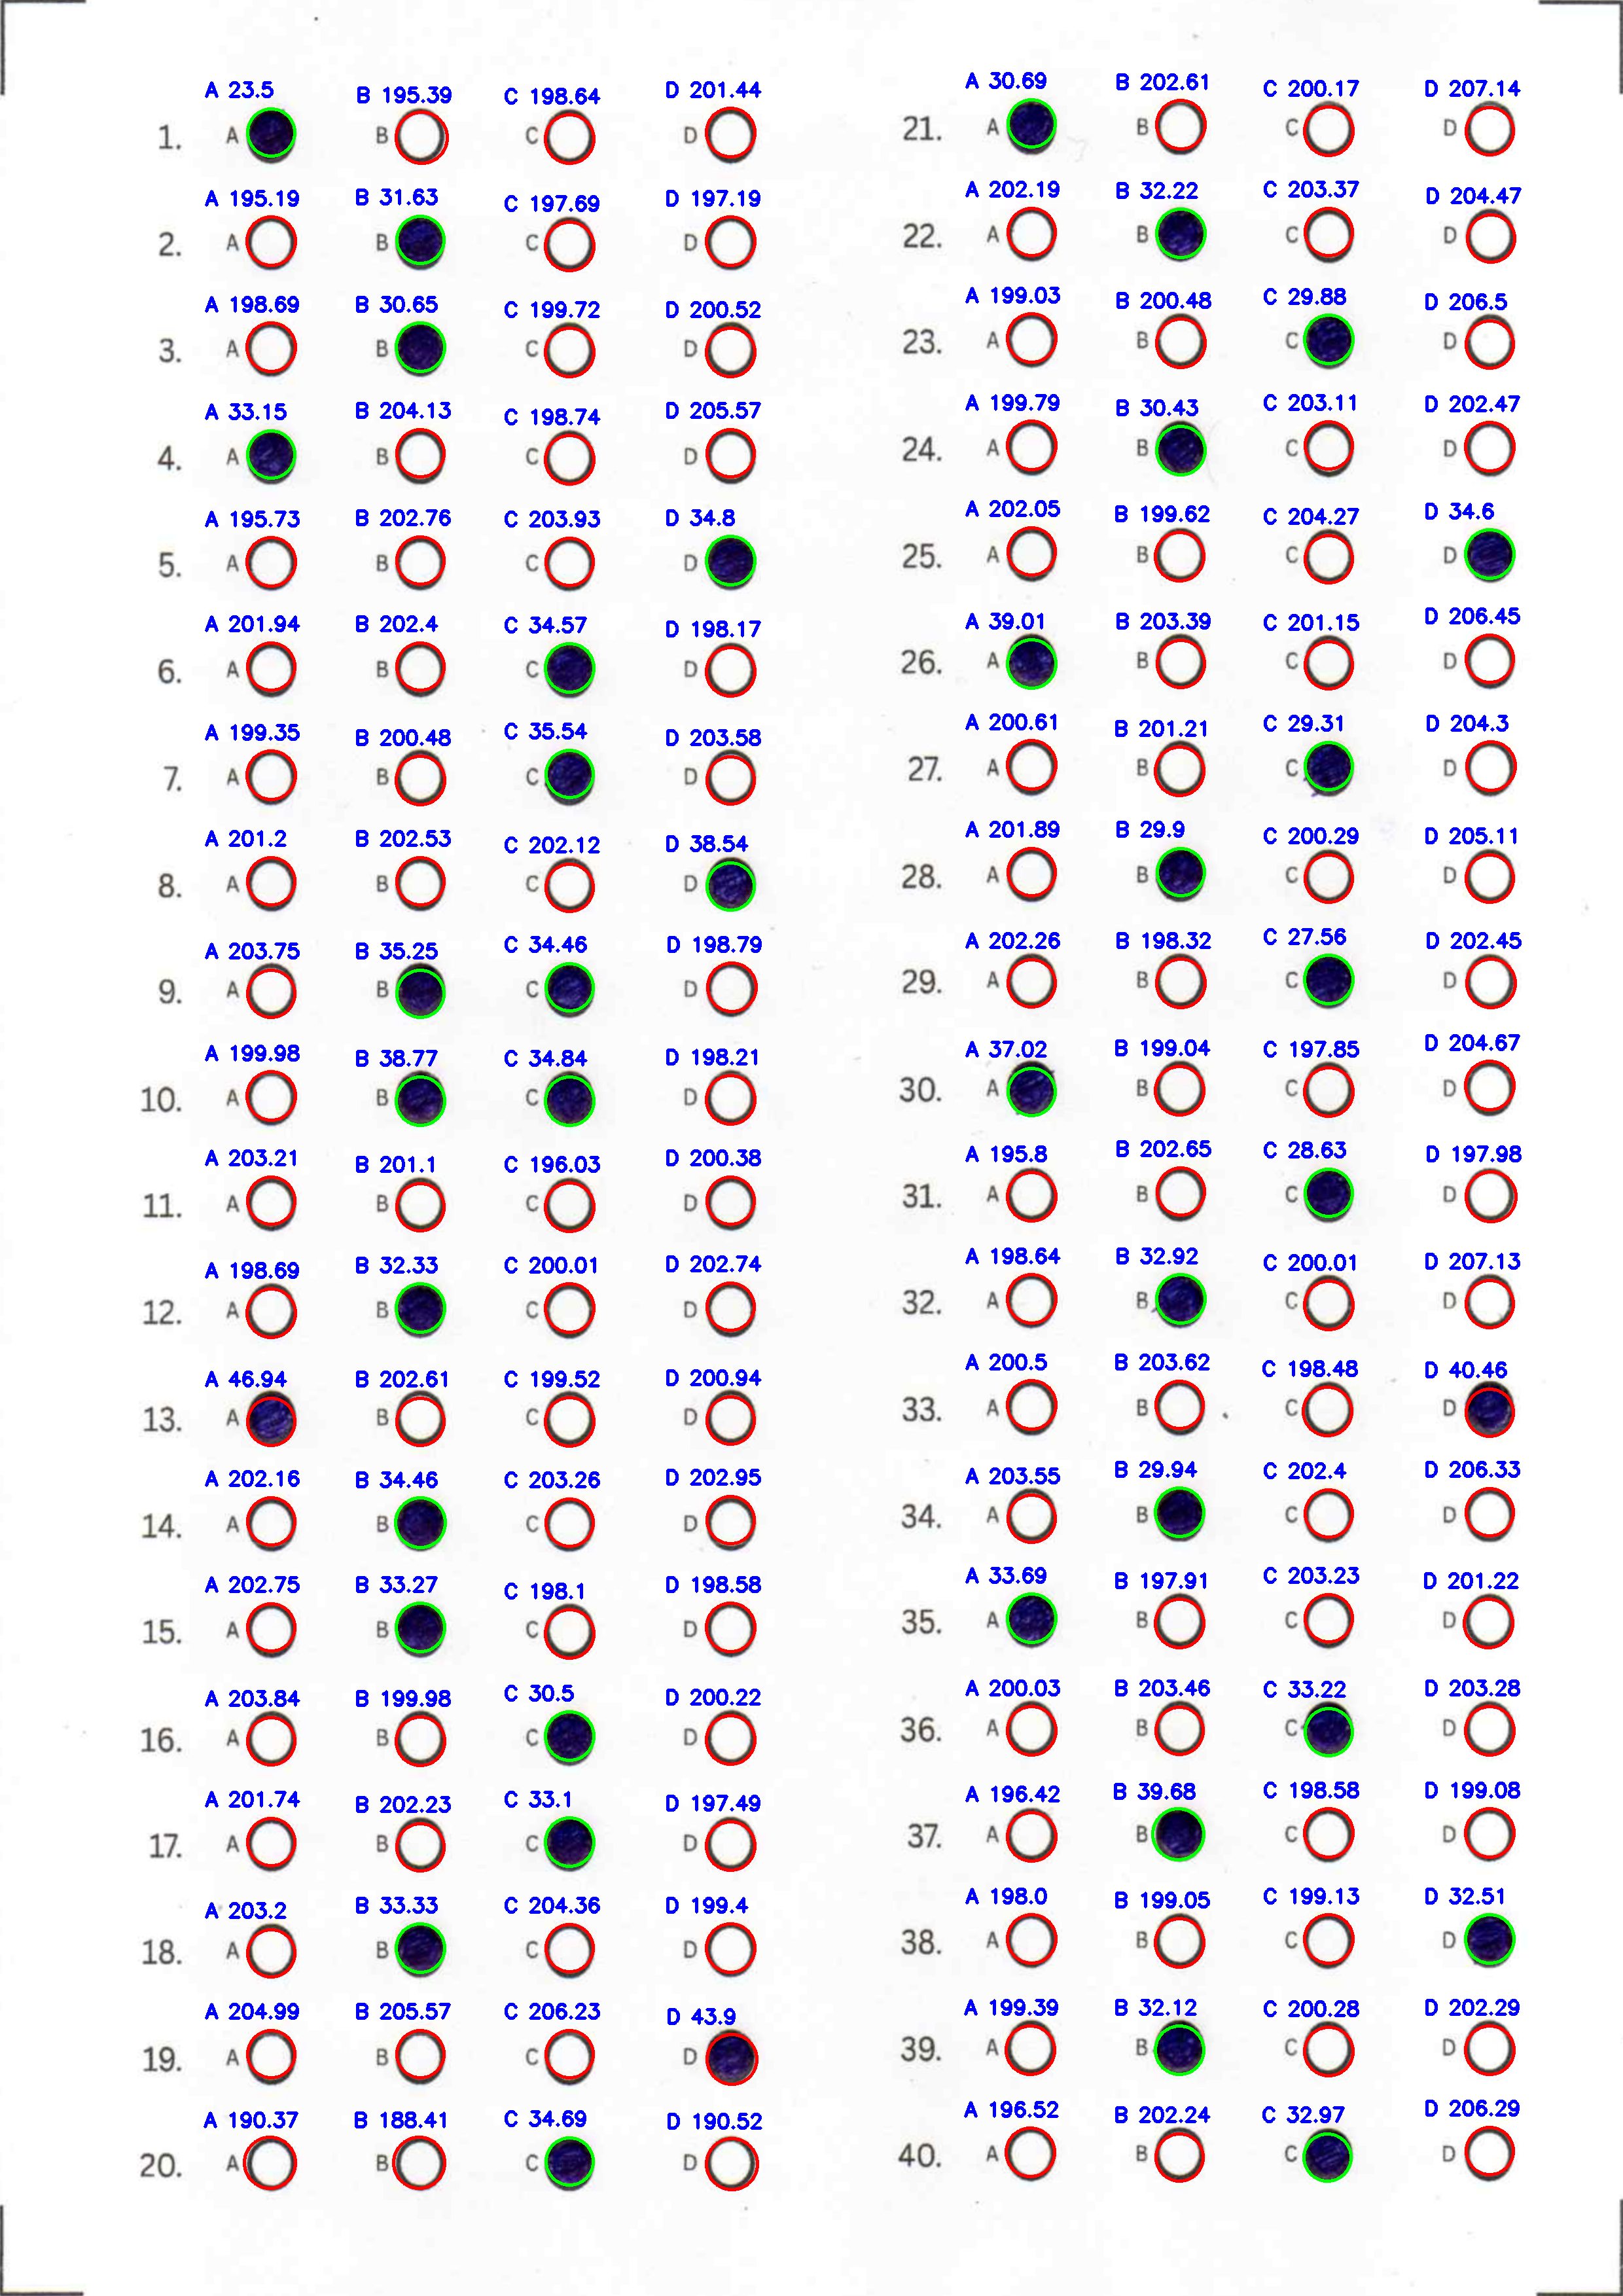 A 23.5 B 195.39 C 198.64 D 201.44
1. A B C D
A 195.19 B 31.63 C 197.69 D 197.19
2. A B C D
A 198.69 B 30.65 C 199.72 D 200.52
3. A B C D
A 33.15 B 204.13 C 198.74 D 205.57
4. A B C D
A 195.73 B 202.76 C 203.93 D 34.8
5. A B C D
A 201.94 B 202.4 C 34.57 D 198.17
6. A B C D
A 199.35 B 200.48 C 35.54 D 203.58
7. A B C D
A 201.2 B 202.53 C 202.12 D 38.54
8. A B C D
A 203.75 B 35.25 C 34.46 D 198.79
9. A B C D
A 199.98 B 38.77 C 34.84 D 198.21
10. A B C D
A 203.21 B 201.1 C 196.03 D 200.38
11. A B C D
A 198.69 B 32.33 C 200.01 D 202.74
12. A B C D
A 46.94 B 202.61 C 199.52 D 200.94
13. A B C D
A 202.16 B 34.46 C 203.26 D 202.95
14. A B C D
A 202.75 B 33.27 C 198.1 D 198.58
15. A B C D
A 203.84 B 199.98 C 30.5 D 200.22
16. A B C D
A 201.74 B 202.23 C 33.1 D 197.49
17. A B C D
A 203.2 B 33.33 C 204.36 D 199.4
18. A B C D
A 204.99 B 205.57 C 206.23 D 43.9
19. A B C D
A 190.37 B 188.41 C 34.69 D 190.52
20. A B C D
A 30.69 B 202.61 C 200.17 D 207.14
21. A B C D
A 202.19 B 32.22 C 203.37 D 204.47
22. A B C D
A 199.03 B 200.48 C 29.88 D 206.5
23. A B C D
A 199.79 B 30.43 C 203.11 D 202.47
24. A B C D
A 202.05 B 199.62 C 204.27 D 34.6
25. A B C D
A 39.01 B 203.39 C 201.15 D 206.45
26. A B C D
A 200.61 B 201.21 C 29.31 D 204.3
27. A B C D
A 201.89 B 29.9 C 200.29 D 205.11
28. A B C D
A 202.26 B 198.32 C 27.56 D 202.45
29. A B C D
A 37.02 B 199.04 C 197.85 D 204.67
30. A B C D
A 195.8 B 202.65 C 28.63 D 197.98
31. A B C D
A 198.64 B 32.92 C 200.01 D 207.13
32. A B C D
A 200.5 B 203.62 C 198.48 D 40.46
33. A B C D
A 203.55 B 29.94 C 202.4 D 206.33
34. A B C D
A 33.69 B 197.91 C 203.23 D 201.22
35. A B C D
A 200.03 B 203.46 C 33.22 D 203.28
36. A B C D
A 196.42 B 39.68 C 198.58 D 199.08
37. A B C D
A 198.0 B 199.05 C 199.13 D 32.51
38. A B C D
A 199.39 B 32.12 C 200.28 D 202.29
39. A B C D
A 196.52 B 202.24 C 32.97 D 206.29
40. A B C D